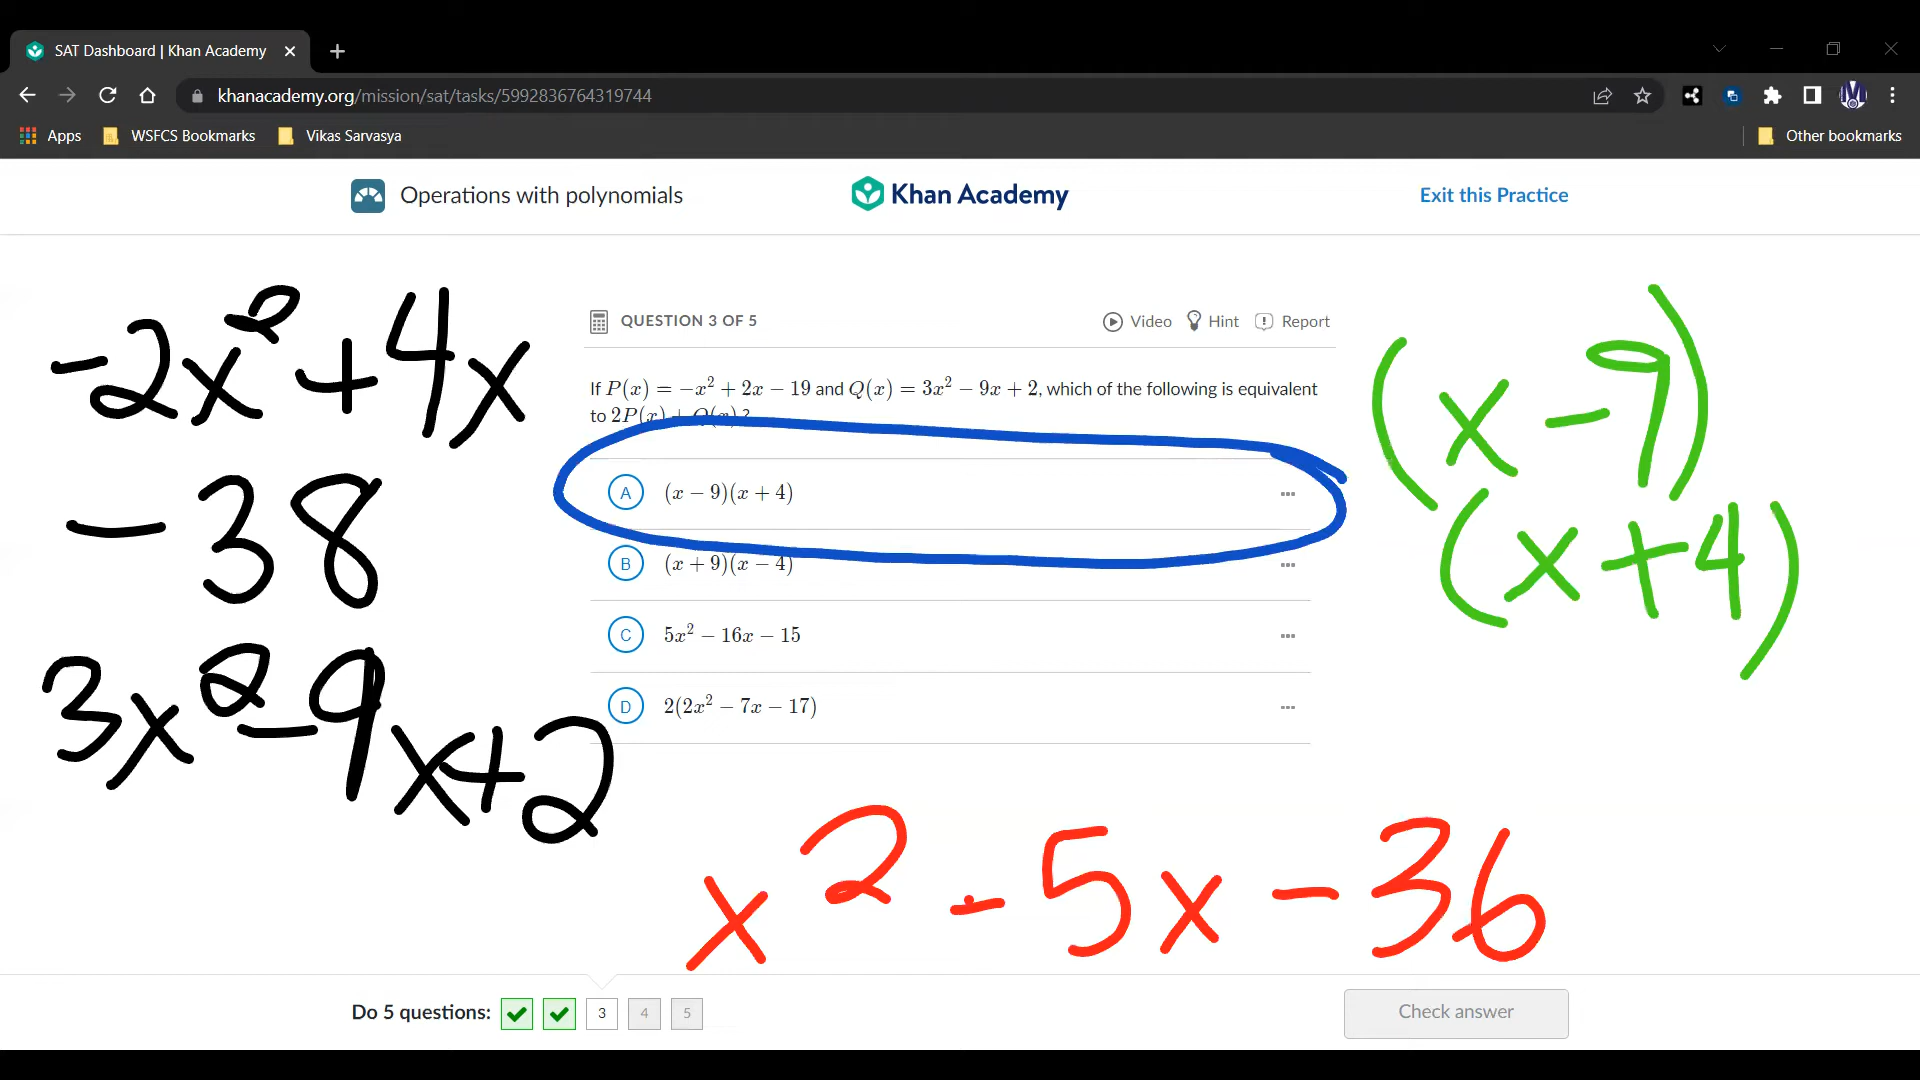 SAT Dashboard | Khan Academy
khanacademy.org/mission/sat/tasks/5992836764319744
Apps WSFCS Bookmarks Vikas Sarvasya Other bookmarks
Operations with polynomials Khan Academy Exit this Practice
QUESTION 3 OF 5 Video Hint Report
If P(x) = −x² + 2x − 19 and Q(x) = 3x² − 9x + 2, which of the following is equivalent
to 2P(x) + Q(x) ?
A (x − 9)(x + 4)
B (x + 9)(x − 4)
C 5x² − 16x − 15
D 2(2x² − 7x − 17)
-2x² + 4x
- 38
3x² - 9x + 2
(x - 9)
(x + 4)
x² - 5x - 36
Do 5 questions: 3 4 5 Check answer